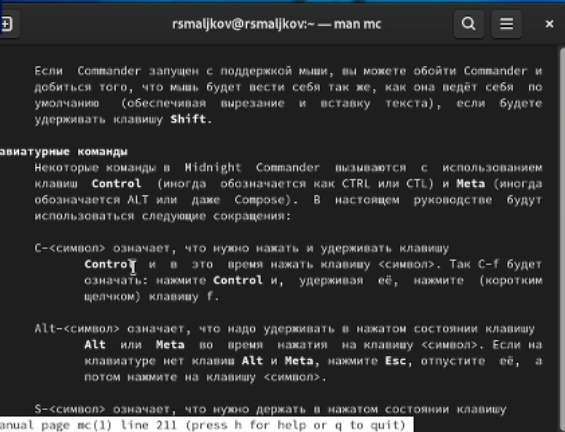 rsmaljkov@rsmaljkov:~ — man mc
Если Commander запущен с поддержкой мыши, вы можете обойти Commander и
добиться того, что мышь будет вести себя так же, как она ведёт себя по
умолчанию (обеспечивая вырезание и вставку текста), если будете
удерживать клавишу Shift.
авиатурные команды
Некоторые команды в Midnight Commander вызываются с использованием
клавиш Control (иногда обозначается как CTRL или CTL) и Meta (иногда
обозначается ALT или даже Compose). В настоящем руководстве будут
использоваться следующие сокращения:
C-<символ> означает, что нужно нажать и удерживать клавишу
Control и в это время нажать клавишу <символ>. Так C-f будет
означать: нажмите Control и, удерживая её, нажмите (коротким
щелчком) клавишу f.
Alt-<символ> означает, что надо удерживать в нажатом состоянии клавишу
Alt или Meta во время нажатия на клавишу <символ>. Если на
клавиатуре нет клавиш Alt и Meta, нажмите Esc, отпустите её, а
потом нажмите на клавишу <символ>.
S-<символ> означает, что нужно держать в нажатом состоянии клавишу
anual page mc(1) line 211 (press h for help or q to quit)